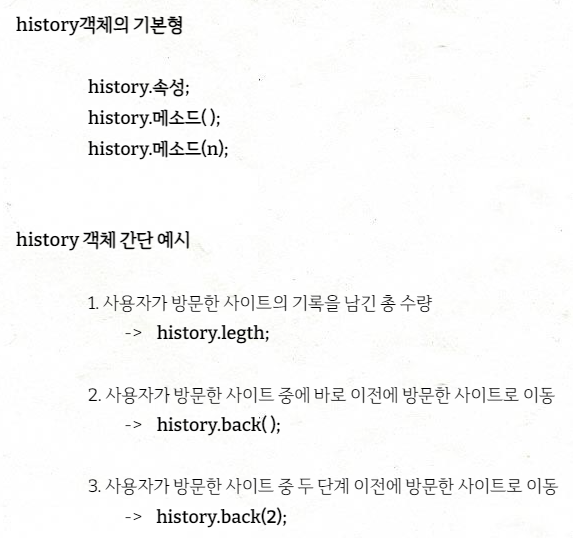 history객체의 기본형
history.속성;
history.메소드( );
history.메소드(n);
history 객체 간단 예시
1. 사용자가 방문한 사이트의 기록을 남긴 총 수량
-> history.legth;
2. 사용자가 방문한 사이트 중에 바로 이전에 방문한 사이트로 이동
-> history.back( );
3. 사용자가 방문한 사이트 중 두 단계 이전에 방문한 사이트로 이동
-> history.back(2);